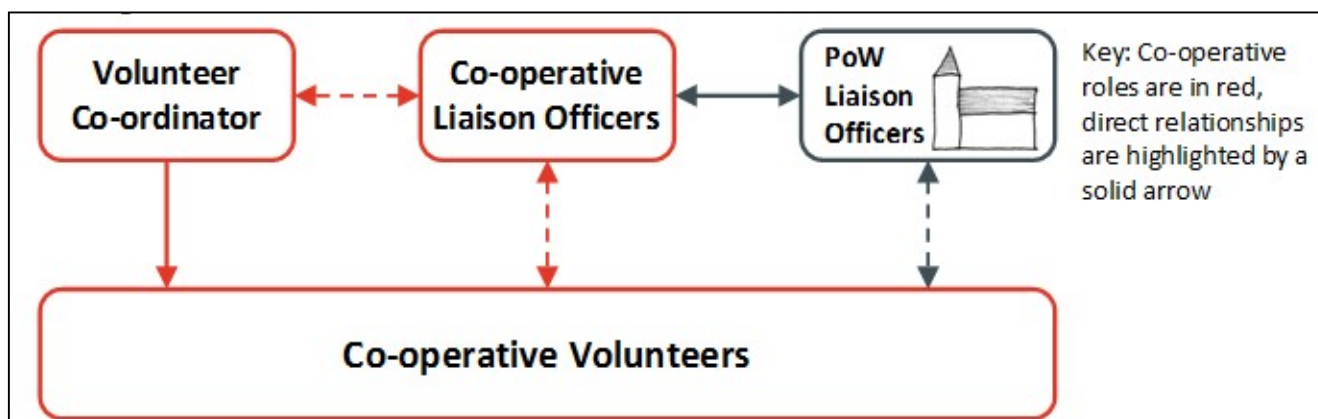 Volunteer
Co-ordinator
Co-operative
Liaison Officers
PoW
Liaison
Officers
Key: Co-operative
roles are in red,
direct relationships
are highlighted by a
solid arrow
Co-operative Volunteers